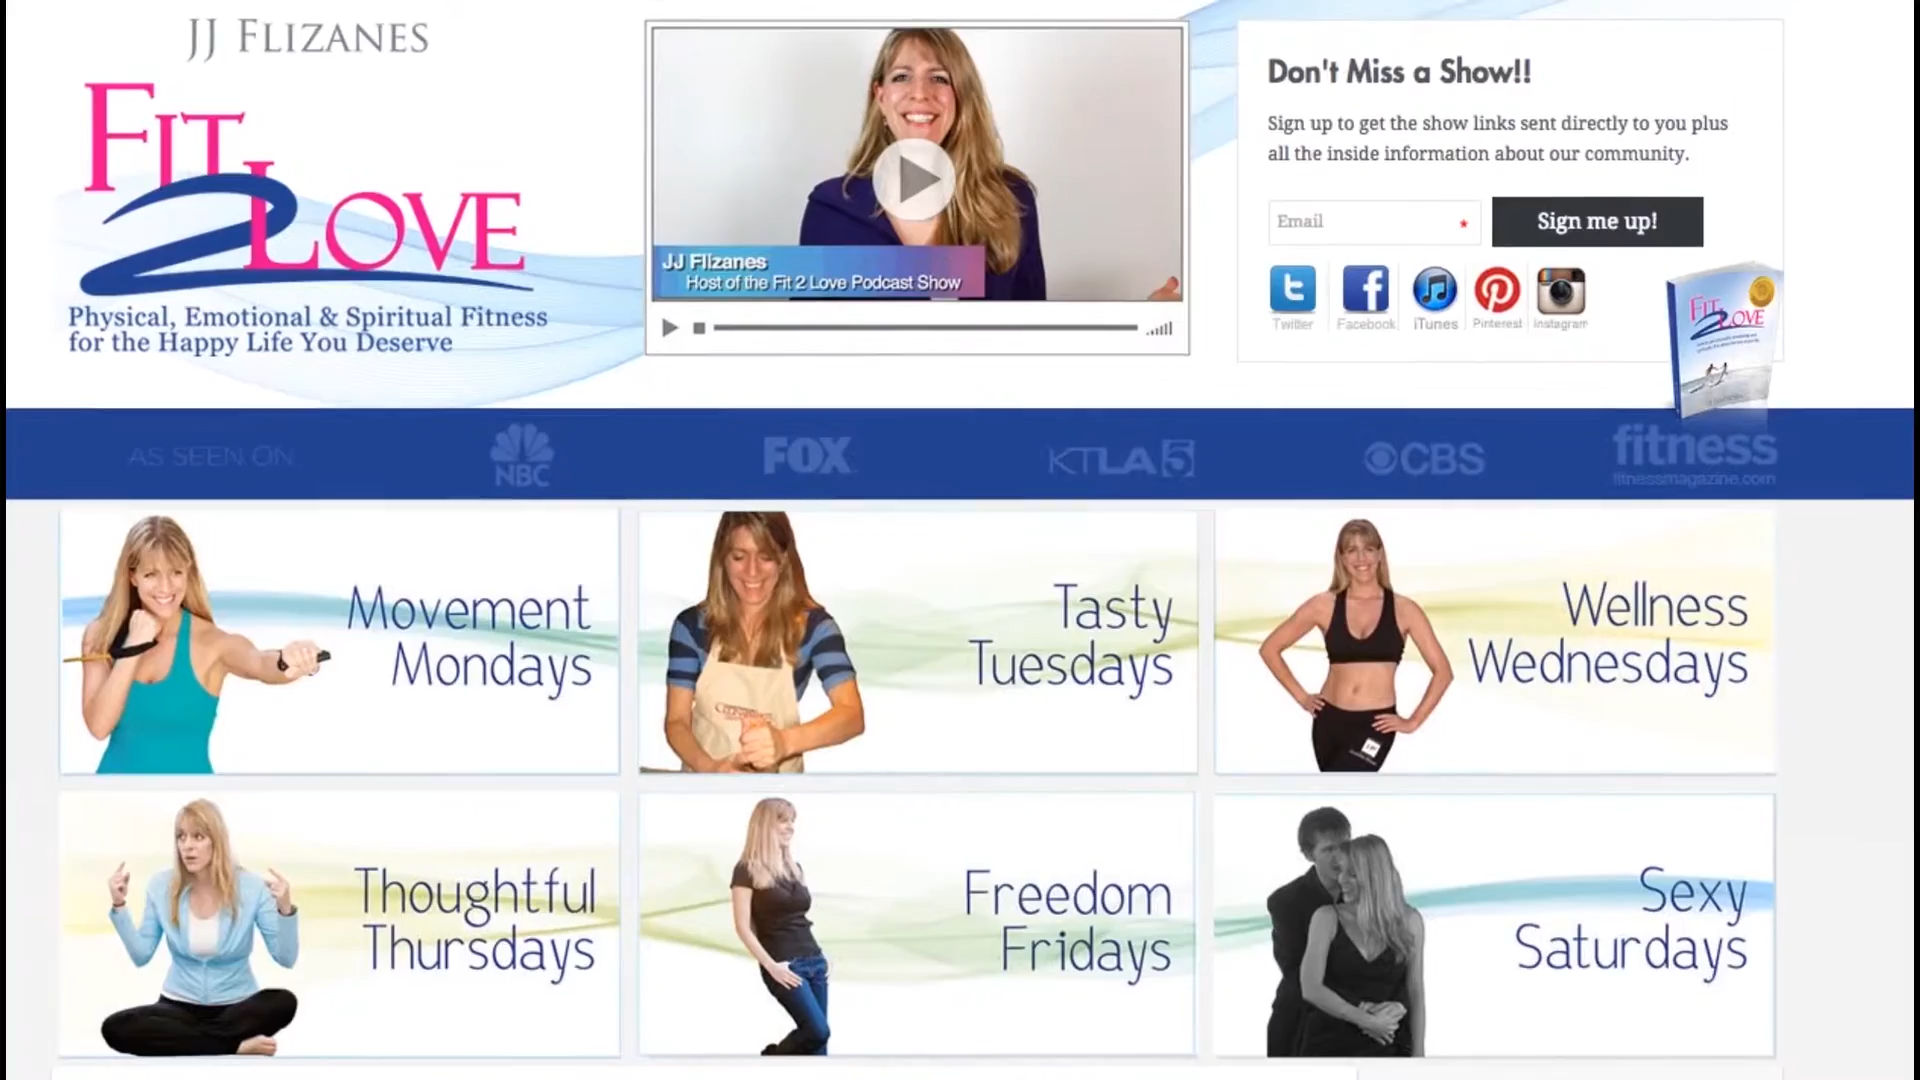 JJ FLIZANES
FIT
2 LOVE
Physical, Emotional & Spiritual Fitness
for the Happy Life You Deserve
JJ Flizanes
Host of the Fit 2 Love Podcast Show
Don't Miss a Show!!
Sign up to get the show links sent directly to you plus
all the inside information about our community.
Email *
Sign me up!
Twitter Facebook iTunes Pinterest Instagram
FIT
2 LOVE
AS SEEN ON NBC FOX KTLA 5 CBS fitness
fitnessmagazine.com
Movement
Mondays
Tasty
Tuesdays
Wellness
Wednesdays
Thoughtful
Thursdays
Freedom
Fridays
Sexy
Saturdays